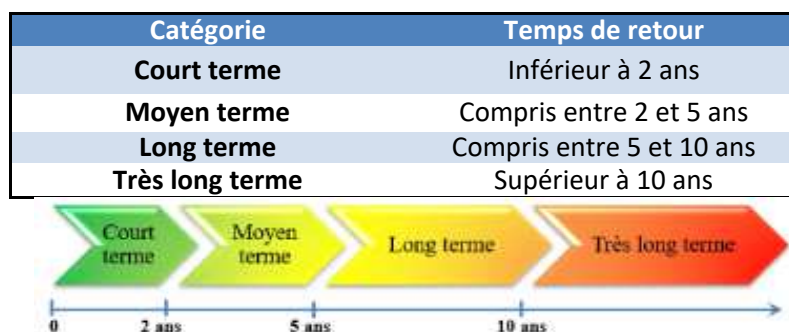 Catégorie Temps de retour
Court terme Inférieur à 2 ans
Moyen terme Compris entre 2 et 5 ans
Long terme Compris entre 5 et 10 ans
Très long terme Supérieur à 10 ans
Court
terme
Moyen
terme
Long terme
Très long terme
0 2 ans 5 ans 10 ans